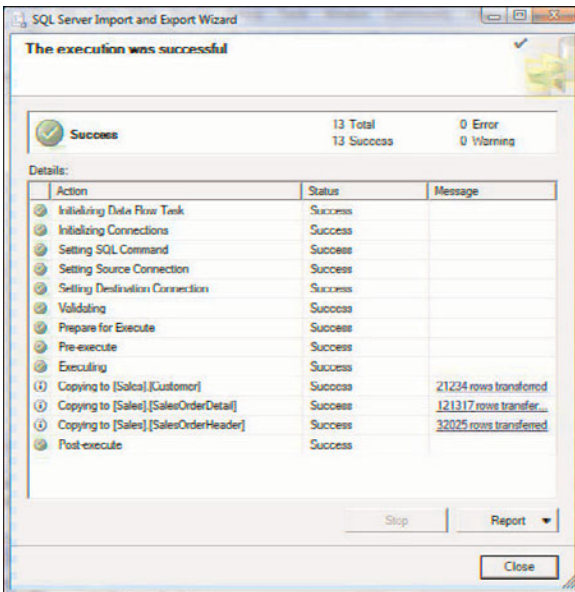 SQL Server Import and Export Wizard
The execution was successful
Success 13 Total 0 Error
13 Success 0 Warning
Details:
Action Status Message
Initializing Data Flow Task Success
Initializing Connections Success
Setting SQL Command Success
Setting Source Connection Success
Setting Destination Connection Success
Validating Success
Prepare for Execute Success
Pre-execute Success
Executing Success
Copying to [Sales].[Customer] Success 21234 rows transferred
Copying to [Sales].[SalesOrderDetail] Success 121317 rows transfer...
Copying to [Sales].[SalesOrderHeader] Success 32025 rows transferred
Post-execute Success
Stop Report
Close